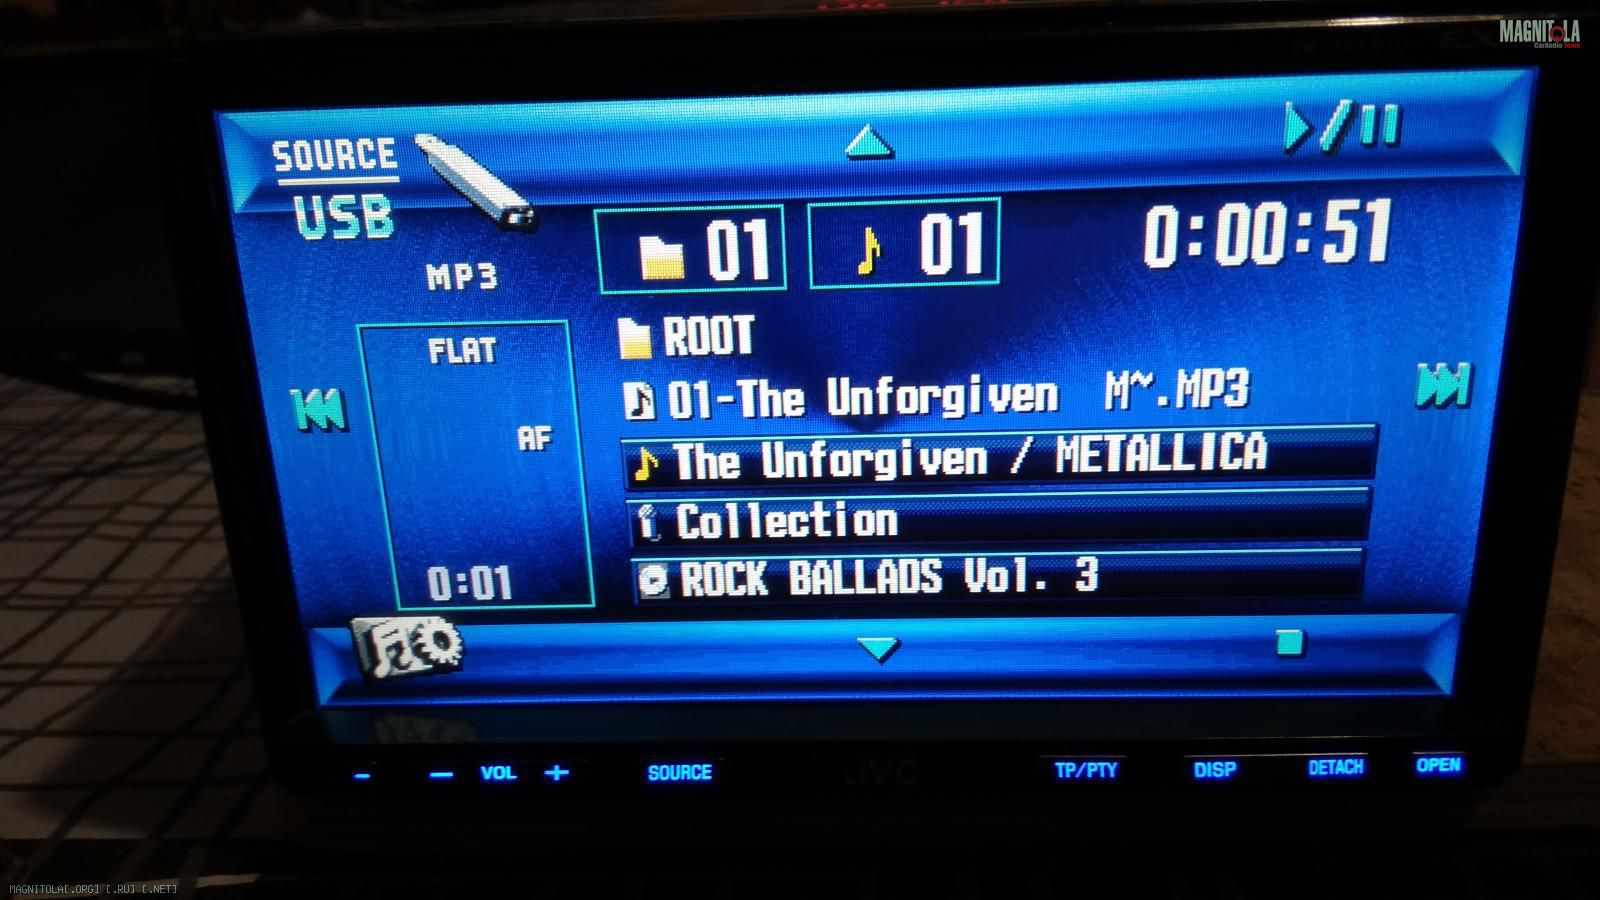 MAGNITOLA
CarAudio Team
SOURCE
USB
01 01 0:00:51
MP3
FLAT
AF
0:01
ROOT
01-The Unforgiven M~.MP3
The Unforgiven / METALLICA
Collection
ROCK BALLADS Vol. 3
- — VOL + SOURCE JVC TP/PTY DISP DETACH OPEN
MAGNITOLA[.ORG] [.RU] [.NET]